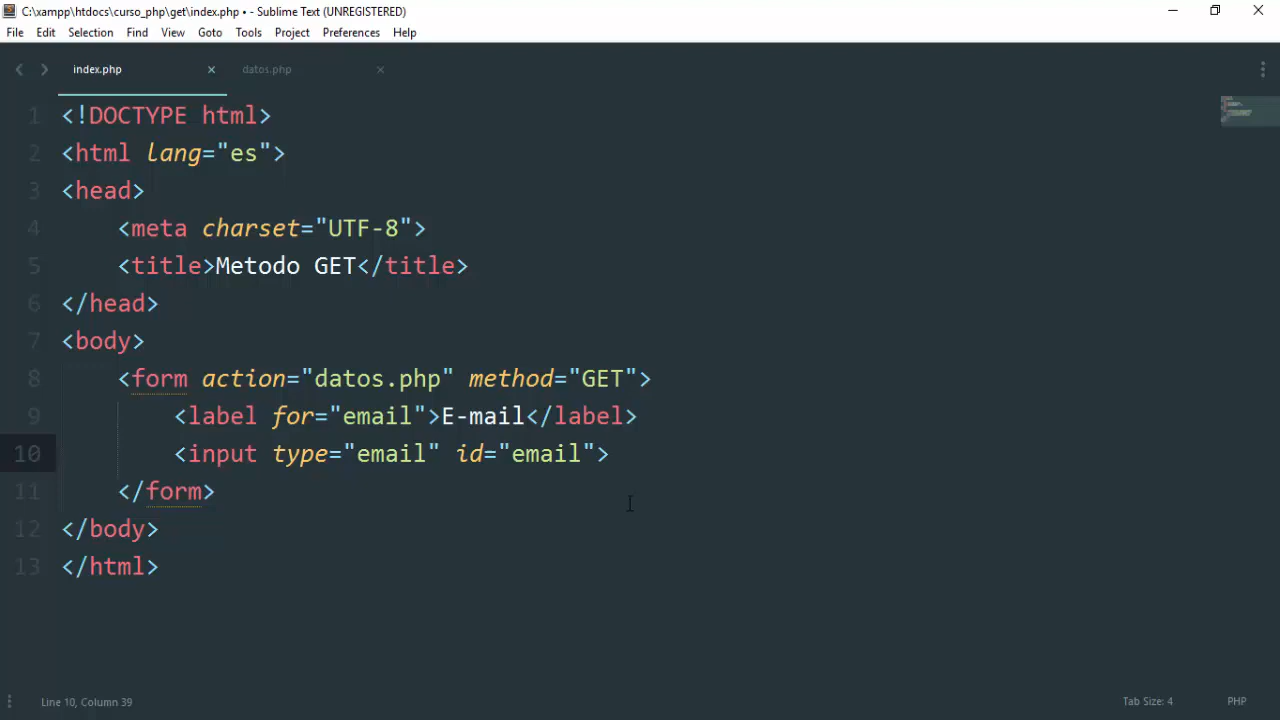 C:\xampp\htdocs\curso_php\get\index.php • - Sublime Text (UNREGISTERED)
File Edit Selection Find View Goto Tools Project Preferences Help
index.php datos.php
1 <!DOCTYPE html>
2 <html lang="es">
3 <head>
4 <meta charset="UTF-8">
5 <title>Metodo GET</title>
6 </head>
7 <body>
8 <form action="datos.php" method="GET">
9 <label for="email">E-mail</label>
10 <input type="email" id="email">
11 </form>
12 </body>
13 </html>
Line 10, Column 39 Tab Size: 4 PHP